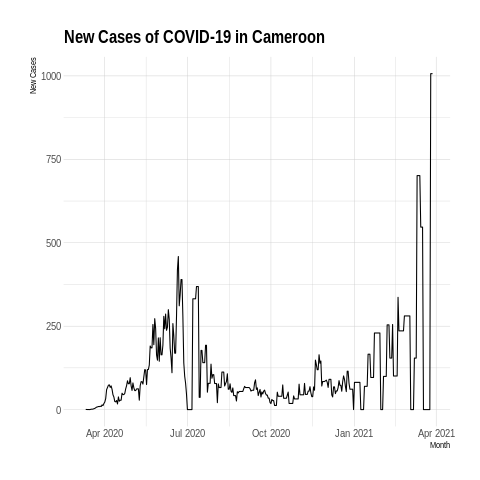 New Cases of COVID-19 in Cameroon
New Cases
1000
750
500
250
0
Apr 2020 Jul 2020 Oct 2020 Jan 2021 Apr 2021
Month